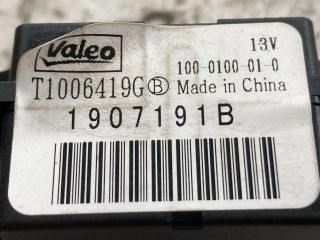 Valeo 13V
100-0100-01-0
T1006419G Ⓑ Made in China
1907191B